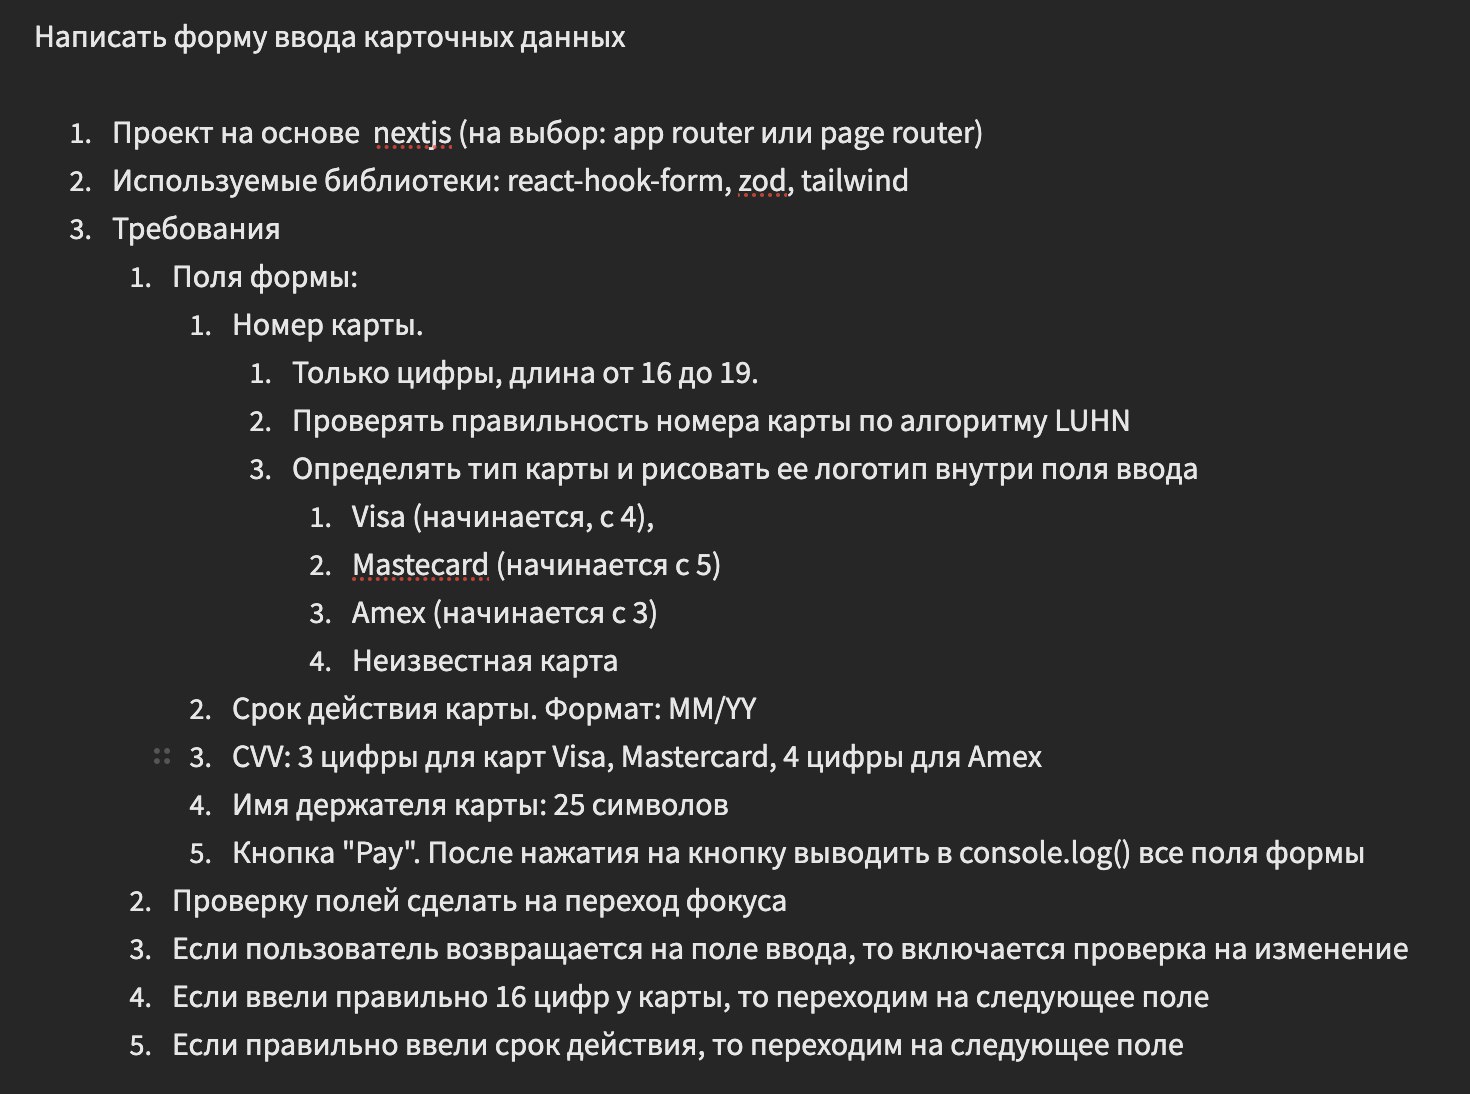 Написать форму ввода карточных данных
1. Проект на основе nextjs (на выбор: app router или page router)
2. Используемые библиотеки: react-hook-form, zod, tailwind
3. Требования
1. Поля формы:
1. Номер карты.
1. Только цифры, длина от 16 до 19.
2. Проверять правильность номера карты по алгоритму LUHN
3. Определять тип карты и рисовать ее логотип внутри поля ввода
1. Visa (начинается, с 4),
2. Mastecard (начинается с 5)
3. Amex (начинается с 3)
4. Неизвестная карта
2. Срок действия карты. Формат: MM/YY
3. CVV: 3 цифры для карт Visa, Mastercard, 4 цифры для Amex
4. Имя держателя карты: 25 символов
5. Кнопка "Pay". После нажатия на кнопку выводить в console.log() все поля формы
2. Проверку полей сделать на переход фокуса
3. Если пользователь возвращается на поле ввода, то включается проверка на изменение
4. Если ввели правильно 16 цифр у карты, то переходим на следующее поле
5. Если правильно ввели срок действия, то переходим на следующее поле